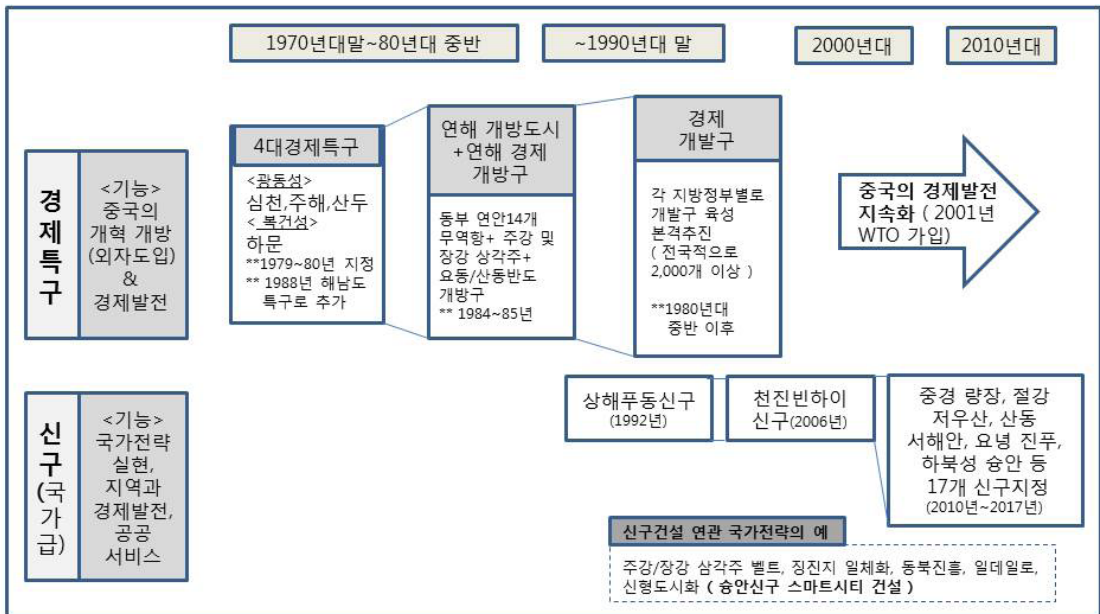 1970년대말~80년대 중반
~1990년대 말
2000년대
2010년대
경제특구
<기능>
중국의
개혁 개방
(외자도입)
&
경제발전
4대경제특구
<광동성>
심천,주해,산두
< 복건성>
하문
**1979~80년 지정
** 1988년 해남도
특구로 추가
연해 개방도시
+연해 경제
개방구
동부 연안14개
무역항+ 주강 및
장강 삼각주+
요동/산동반도
개방구
** 1984~85년
경제
개발구
각 지방정부별로
개발구 육성
본격추진
( 전국적으로
2,000개 이상 )
**1980년대
중반 이후
중국의 경제발전
지속화 ( 2001년
WTO 가입)
신구(국가급)
<기능>
국가전략
실현,
지역과
경제발전,
공공
서비스
상해푸동신구
(1992년)
천진빈하이
신구(2006년)
중경 량장, 절강
저우산, 산동
서해안, 요녕 진푸,
하북성 슝안 등
17개 신구지정
(2010년~2017년)
신구건설 연관 국가전략의 예
주강/장강 삼각주 벨트, 징진지 일체화, 동북진흥, 일데일로,
신형도시화 ( 슝안신구 스마트시티 건설 )